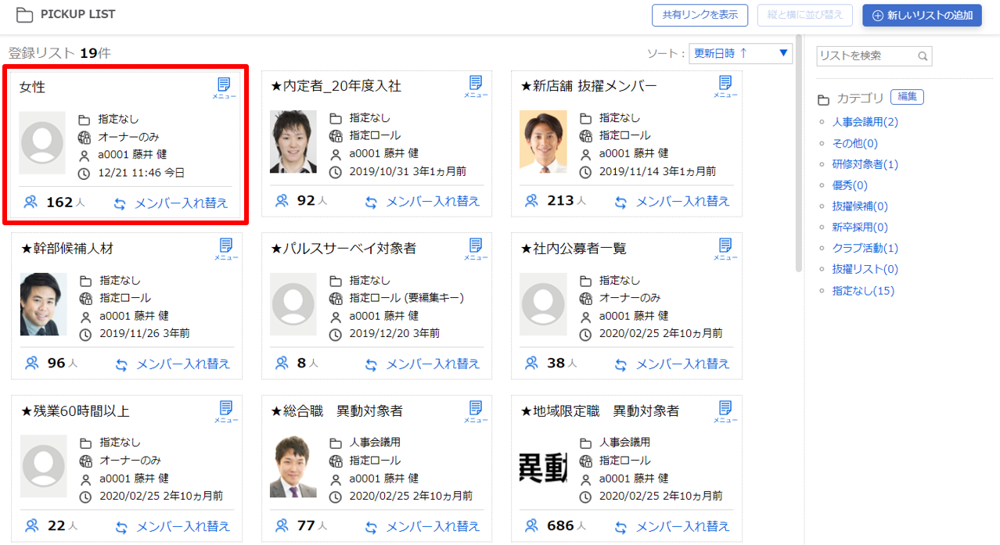 PICKUP LIST
共有リンクを表示
縦と横に並び替え
新しいリストの追加
登録リスト 19件
ソート：
更新日時 ↑
女性
メニュー
指定なし
オーナーのみ
a0001 藤井 健
12/21 11:46 今日
162人
メンバー入れ替え
★内定者_20年度入社
メニュー
指定なし
指定ロール
a0001 藤井 健
2019/10/31 3年1ヵ月前
92人
メンバー入れ替え
★新店舗 抜擢メンバー
メニュー
指定なし
指定ロール
a0001 藤井 健
2019/11/14 3年1ヵ月前
213人
メンバー入れ替え
★幹部候補人材
メニュー
指定なし
指定ロール
a0001 藤井 健
2019/11/26 3年前
96人
メンバー入れ替え
★パルスサーベイ対象者
メニュー
指定なし
指定ロール (要編集キー)
a0001 藤井 健
2019/12/20 3年前
8人
メンバー入れ替え
★社内公募者一覧
メニュー
指定なし
オーナーのみ
a0001 藤井 健
2020/02/25 2年10ヵ月前
38人
メンバー入れ替え
★残業60時間以上
メニュー
指定なし
オーナーのみ
a0001 藤井 健
2020/02/25 2年10ヵ月前
22人
メンバー入れ替え
★総合職　異動対象者
メニュー
人事会議用
指定ロール
a0001 藤井 健
2020/02/25 2年10ヵ月前
77人
メンバー入れ替え
★地域限定職　異動対象者
メニュー
異動
人事会議用
指定ロール
a0001 藤井 健
2020/02/25 2年10ヵ月前
686人
メンバー入れ替え
リストを検索
カテゴリ
編集
人事会議用(2)
その他(0)
研修対象者(1)
優秀(0)
抜擢候補(0)
新卒採用(0)
クラブ活動(1)
抜擢リスト(0)
指定なし(15)